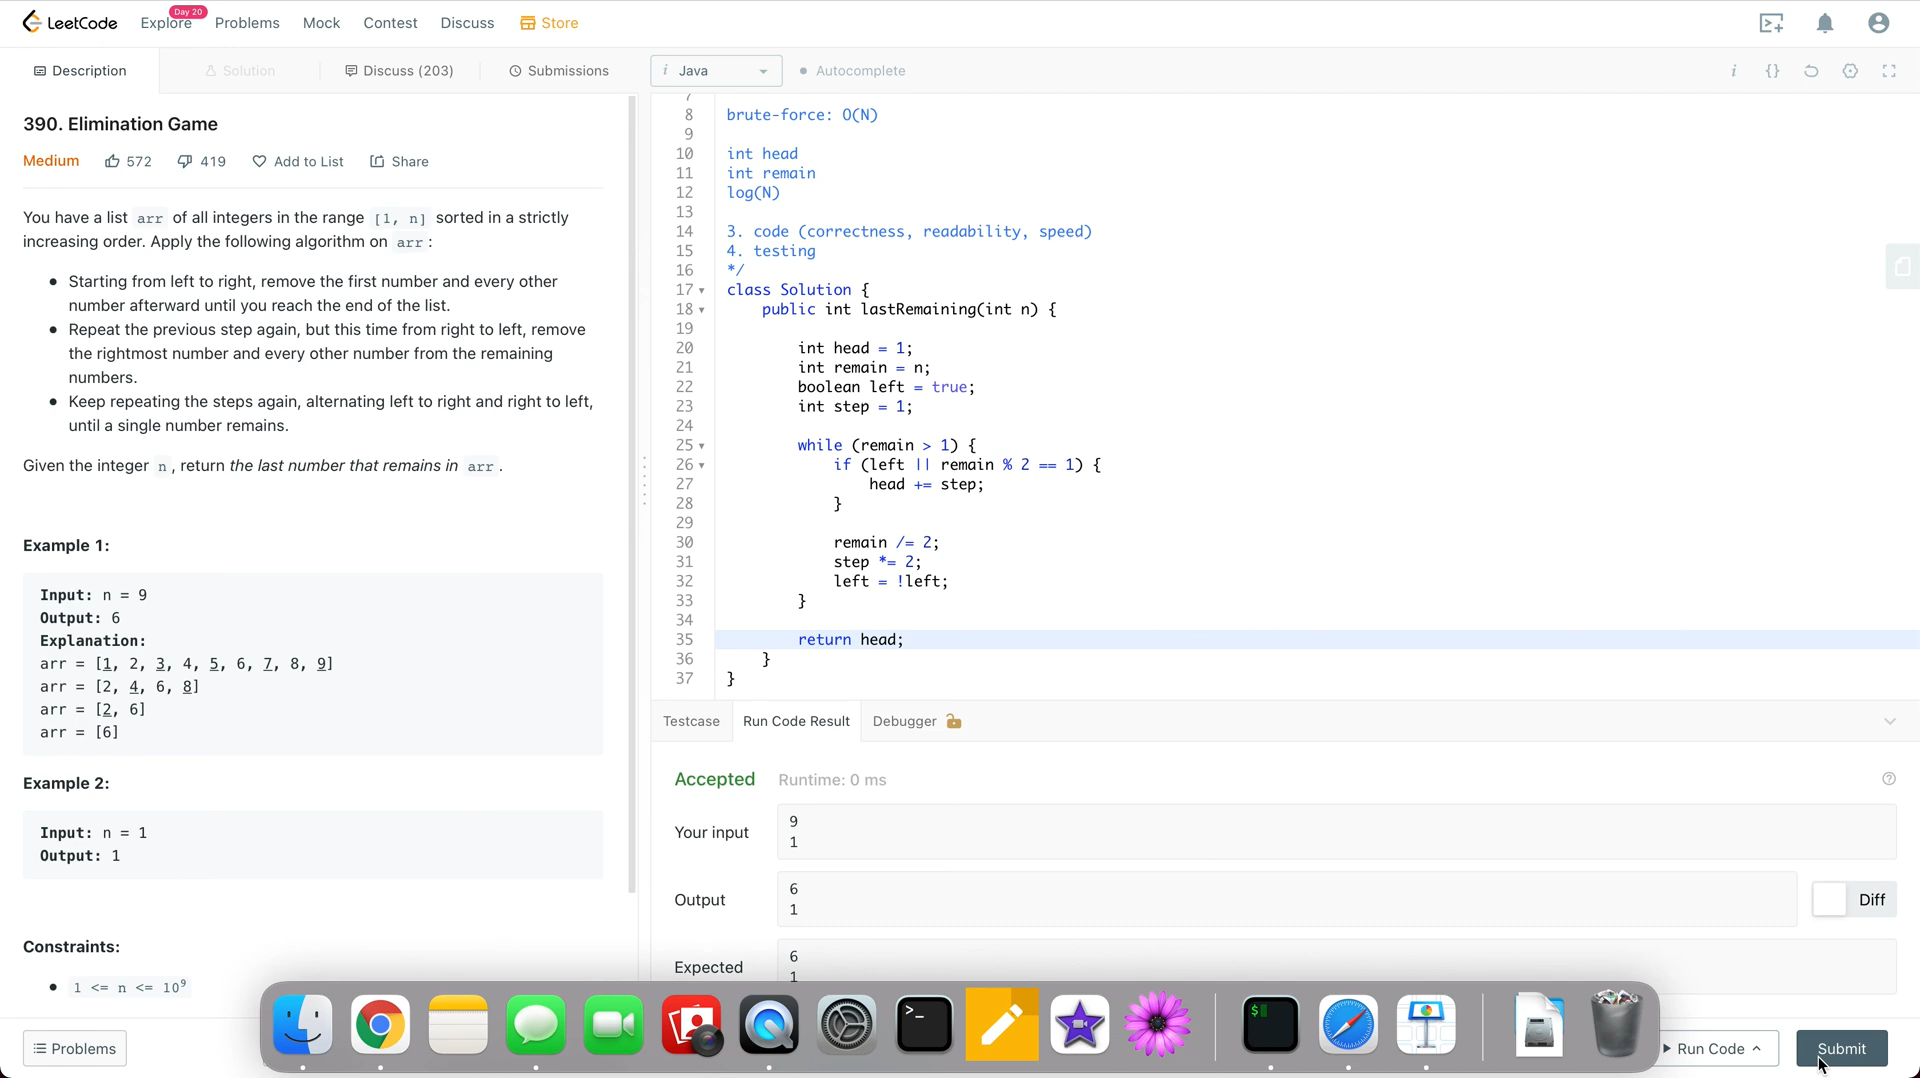 LeetCode
Explore
Day 20
Problems
Mock
Contest
Discuss
Store
Description
Solution
Discuss (203)
Submissions
i Java
Autocomplete
390. Elimination Game
Medium 572 419 Add to List Share
You have a list arr of all integers in the range [1, n] sorted in a strictly
increasing order. Apply the following algorithm on arr:
• Starting from left to right, remove the first number and every other
number afterward until you reach the end of the list.
• Repeat the previous step again, but this time from right to left, remove
the rightmost number and every other number from the remaining
numbers.
• Keep repeating the steps again, alternating left to right and right to left,
until a single number remains.
Given the integer n, return the last number that remains in arr.
Example 1:
Input: n = 9
Output: 6
Explanation:
arr = [1, 2, 3, 4, 5, 6, 7, 8, 9]
arr = [2, 4, 6, 8]
arr = [2, 6]
arr = [6]
Example 2:
Input: n = 1
Output: 1
Constraints:
• 1 <= n <= 10⁹
Problems
7
8 brute-force: O(N)
9
10 int head
11 int remain
12 log(N)
13
14 3. code (correctness, readability, speed)
15 4. testing
16 */
17 class Solution {
18 public int lastRemaining(int n) {
19
20 int head = 1;
21 int remain = n;
22 boolean left = true;
23 int step = 1;
24
25 while (remain > 1) {
26 if (left || remain % 2 == 1) {
27 head += step;
28 }
29
30 remain /= 2;
31 step *= 2;
32 left = !left;
33 }
34
35 return head;
36 }
37 }
Testcase
Run Code Result
Debugger
Accepted Runtime: 0 ms
Your input
9
1
Output
6
1
Diff
Expected
6
1
Run Code
Submit